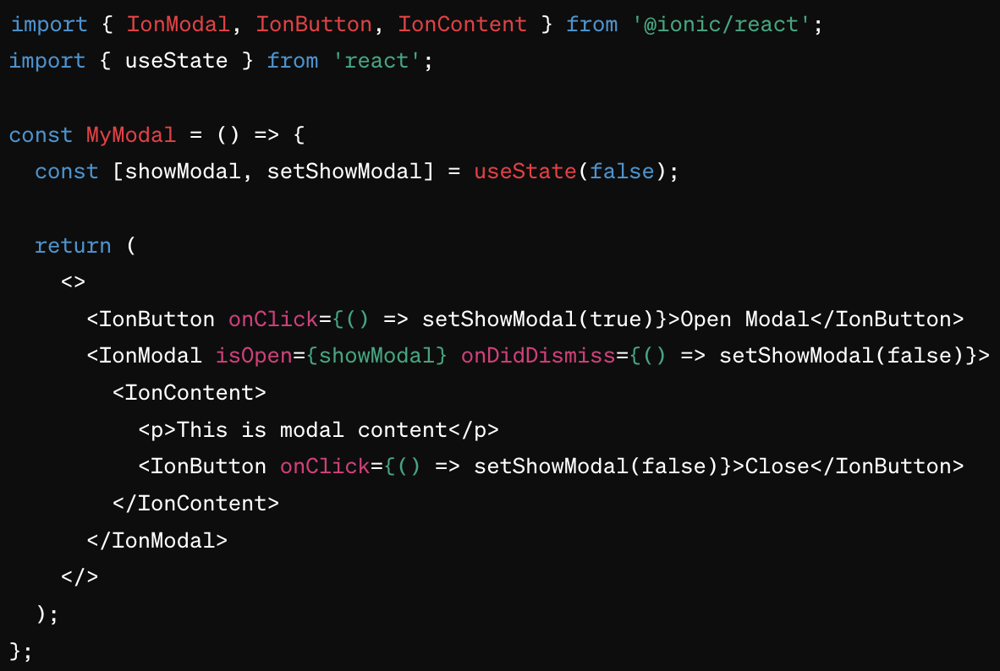 import { IonModal, IonButton, IonContent } from '@ionic/react';
import { useState } from 'react';
const MyModal = () => {
  const [showModal, setShowModal] = useState(false);
  return (
    <>
      <IonButton onClick={() => setShowModal(true)}>Open Modal</IonButton>
      <IonModal isOpen={showModal} onDidDismiss={() => setShowModal(false)}>
        <IonContent>
          <p>This is modal content</p>
          <IonButton onClick={() => setShowModal(false)}>Close</IonButton>
        </IonContent>
      </IonModal>
    </>
  );
};